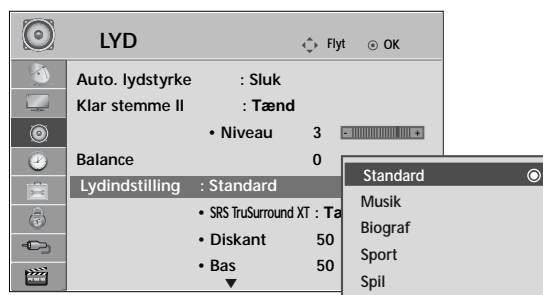 LYD
Flyt
OK
Auto. lydstyrke : Sluk
Klar stemme II : Tænd
• Niveau 3 - +
Balance 0
Lydindstilling : Standard
• SRS TruSurround XT : Ta
• Diskant 50
• Bas 50
Standard
Musik
Biograf
Sport
Spil